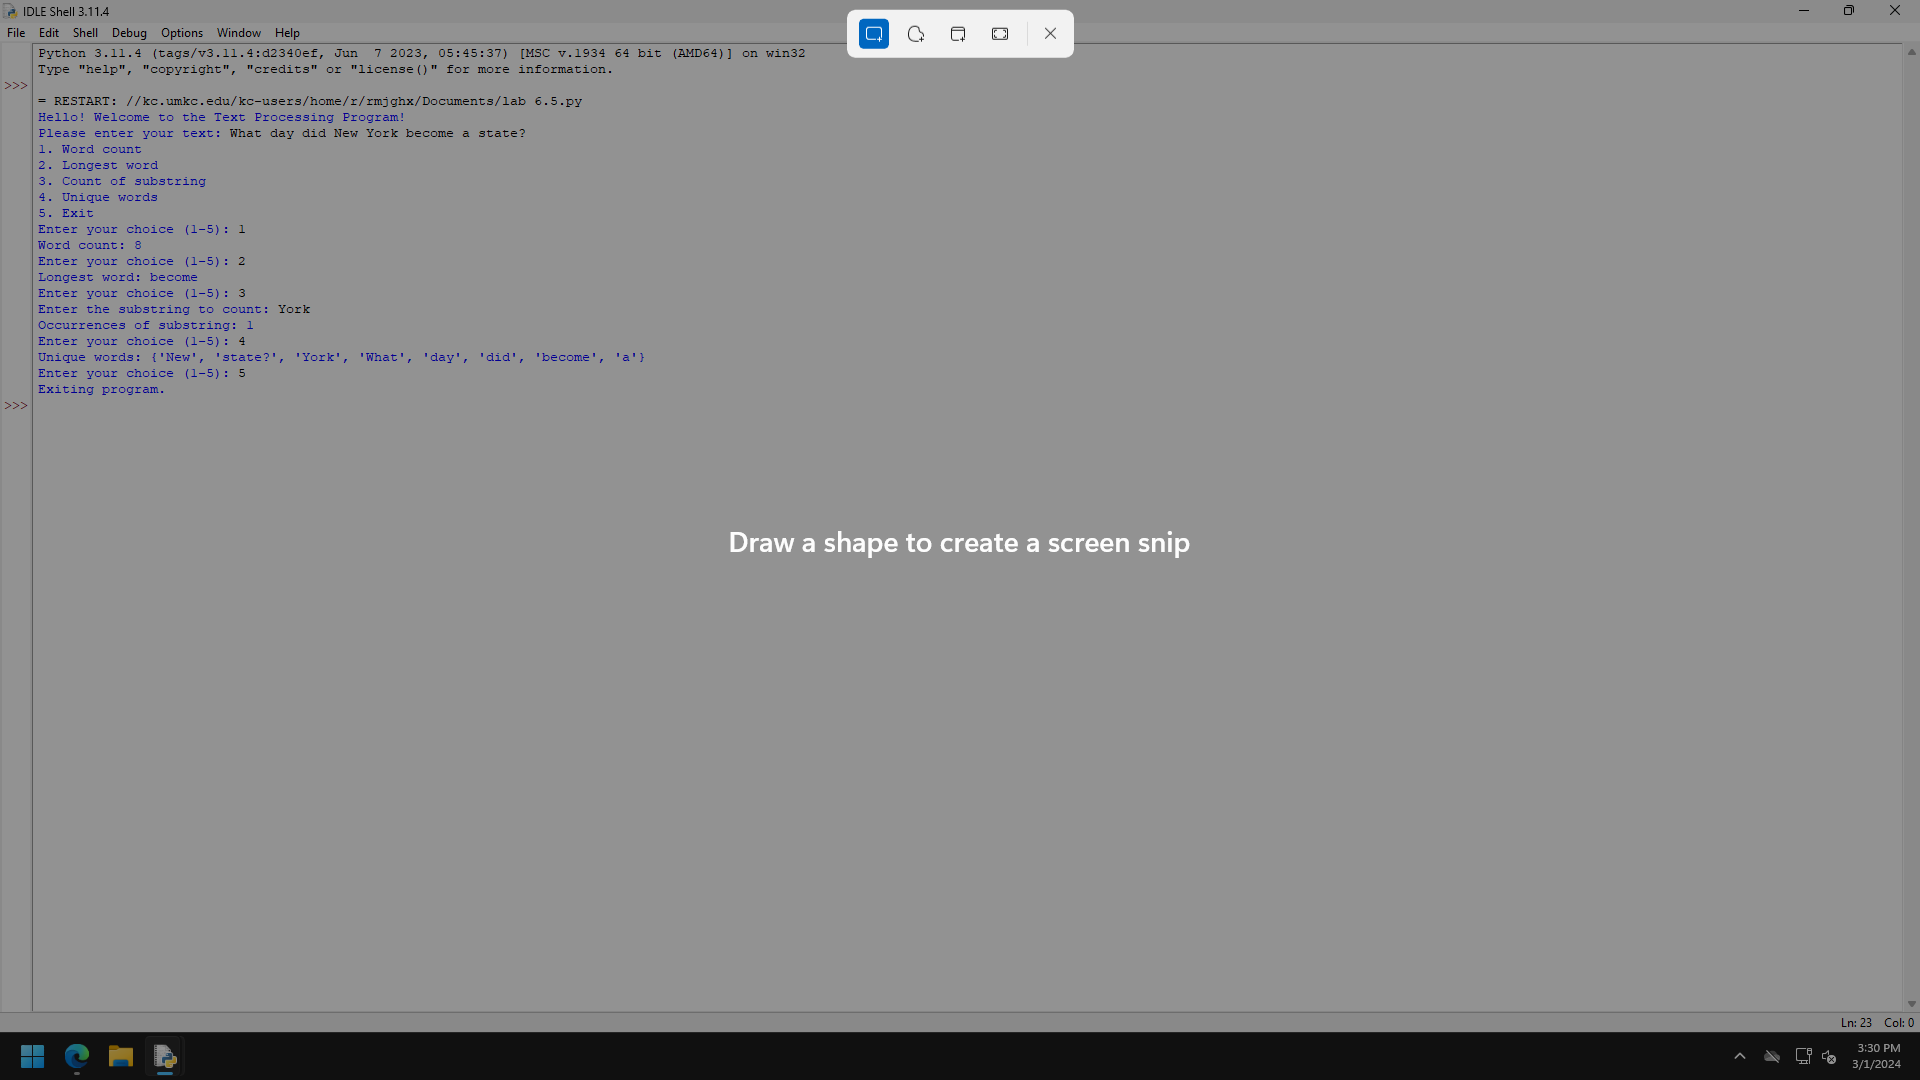 IDLE Shell 3.11.4
File Edit Shell Debug Options Window Help
Python 3.11.4 (tags/v3.11.4:d2340ef, Jun  7 2023, 05:45:37) [MSC v.1934 64 bit (AMD64)] on win32
Type "help", "copyright", "credits" or "license()" for more information.
>>>
= RESTART: //kc.umkc.edu/kc-users/home/r/rmjghx/Documents/lab 6.5.py
Hello! Welcome to the Text Processing Program!
Please enter your text: What day did New York become a state?
1. Word count
2. Longest word
3. Count of substring
4. Unique words
5. Exit
Enter your choice (1-5): 1
Word count: 8
Enter your choice (1-5): 2
Longest word: become
Enter your choice (1-5): 3
Enter the substring to count: York
Occurrences of substring: 1
Enter your choice (1-5): 4
Unique words: {'New', 'state?', 'York', 'What', 'day', 'did', 'become', 'a'}
Enter your choice (1-5): 5
Exiting program.
>>>
Draw a shape to create a screen snip
Ln: 23 Col: 0
3:30 PM
3/1/2024